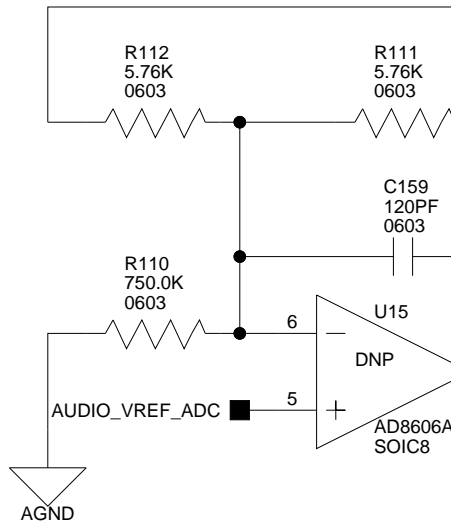 R112
5.76K
0603
R111
5.76K
0603
C159
120PF
0603
R110
750.0K
0603
U15
6
DNP
5
AUDIO_VREF_ADC
AD8606A
SOIC8
AGND